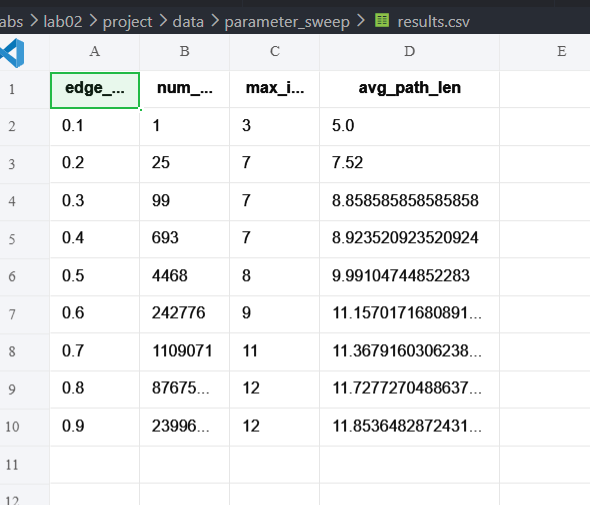 abs > lab02 > project > data > parameter_sweep > results.csv
A B C D E
1 edge_... num_... max_i... avg_path_len
2 0.1 1 3 5.0
3 0.2 25 7 7.52
4 0.3 99 7 8.858585858585858
5 0.4 693 7 8.923520923520924
6 0.5 4468 8 9.99104744852283
7 0.6 242776 9 11.1570171680891...
8 0.7 1109071 11 11.3679160306238...
9 0.8 87675... 12 11.7277270488637...
10 0.9 23996... 12 11.8536482872431...
11
12